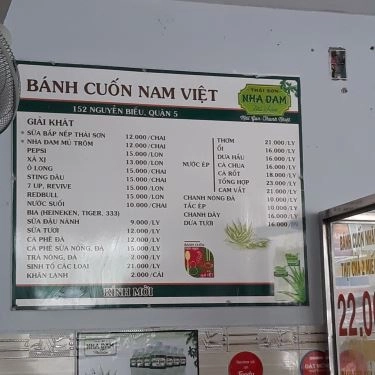 BÁNH CUỐN NAM VIỆT
152 NGUYỄN BIỂU, QUẬN 5
THÁI SƠN
NHA ĐAM
GIẢI KHÁT
SỮA BẮP NẾP THÁI SƠN 12.000/CHAI
NHA ĐAM MỦ TRÔM 12.000/CHAI
PEPSI 15.000/LON
XÁ XỊ 13.000/LON
Ô LONG 15.000/CHAI
STING DÂU 15.000/CHAI
7 UP, REVIVE 15.000/LON
REDBULL 15.000/LON
NƯỚC SUỐI 10.000/CHAI
BIA (HEINEKEN, TIGER, 333)
SỮA ĐẬU NÀNH 9.000/LY
SỮA TƯƠI 12.000/LY
CÀ PHÊ ĐÁ 12.000/LY
CÀ PHÊ SỮA NÓNG, ĐÁ 15.000/LY
TRÀ NÓNG, ĐÁ 2.000/LY
SINH TỐ CÁC LOẠI 21.000/LY
KHĂN LẠNH 2.000/CÁI
NƯỚC ÉP
THƠM 21.000/LY
ỔI 16.000/LY
DƯA HẤU 16.000/LY
CÀ CHUA 16.000/LY
CÀ RỐT 18.000/LY
TỔNG HỢP 23.000/LY
CAM VẮT 21.000/LY
CHANH NÓNG ĐÁ 10.000/LY
TẮC ÉP 10.000/LY
CHANH DÂY 16.000/LY
DỪA TƯƠI 16.000
BÁNH CUỐN
KÍNH MỜI
NHA ĐAM
22.0